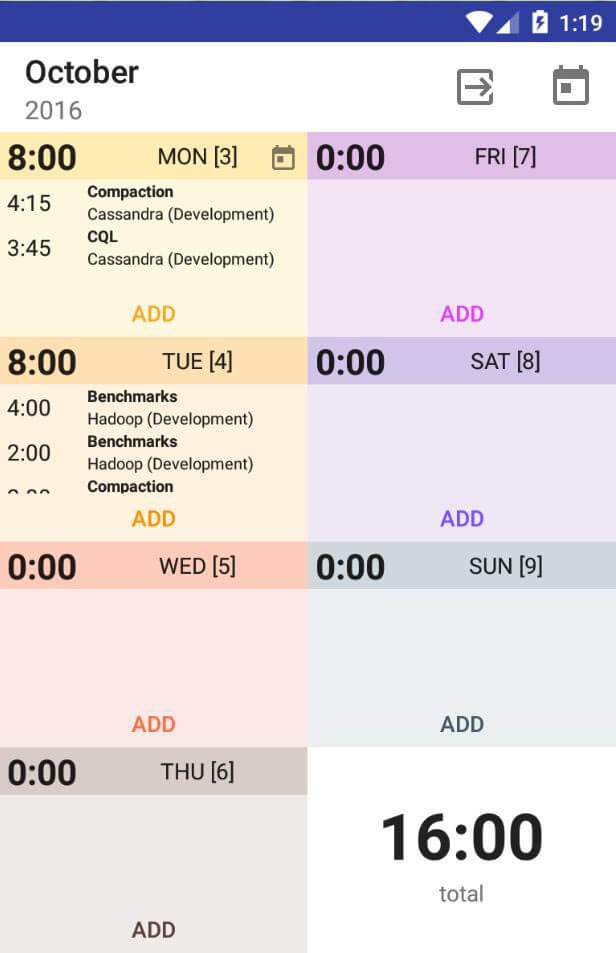 1:19
October
2016
8:00 MON [3]
4:15 Compaction
Cassandra (Development)
3:45 CQL
Cassandra (Development)
ADD
8:00 TUE [4]
4:00 Benchmarks
Hadoop (Development)
2:00 Benchmarks
Hadoop (Development)
Compaction
ADD
0:00 WED [5]
ADD
0:00 THU [6]
ADD
0:00 FRI [7]
ADD
0:00 SAT [8]
ADD
0:00 SUN [9]
ADD
16:00
total